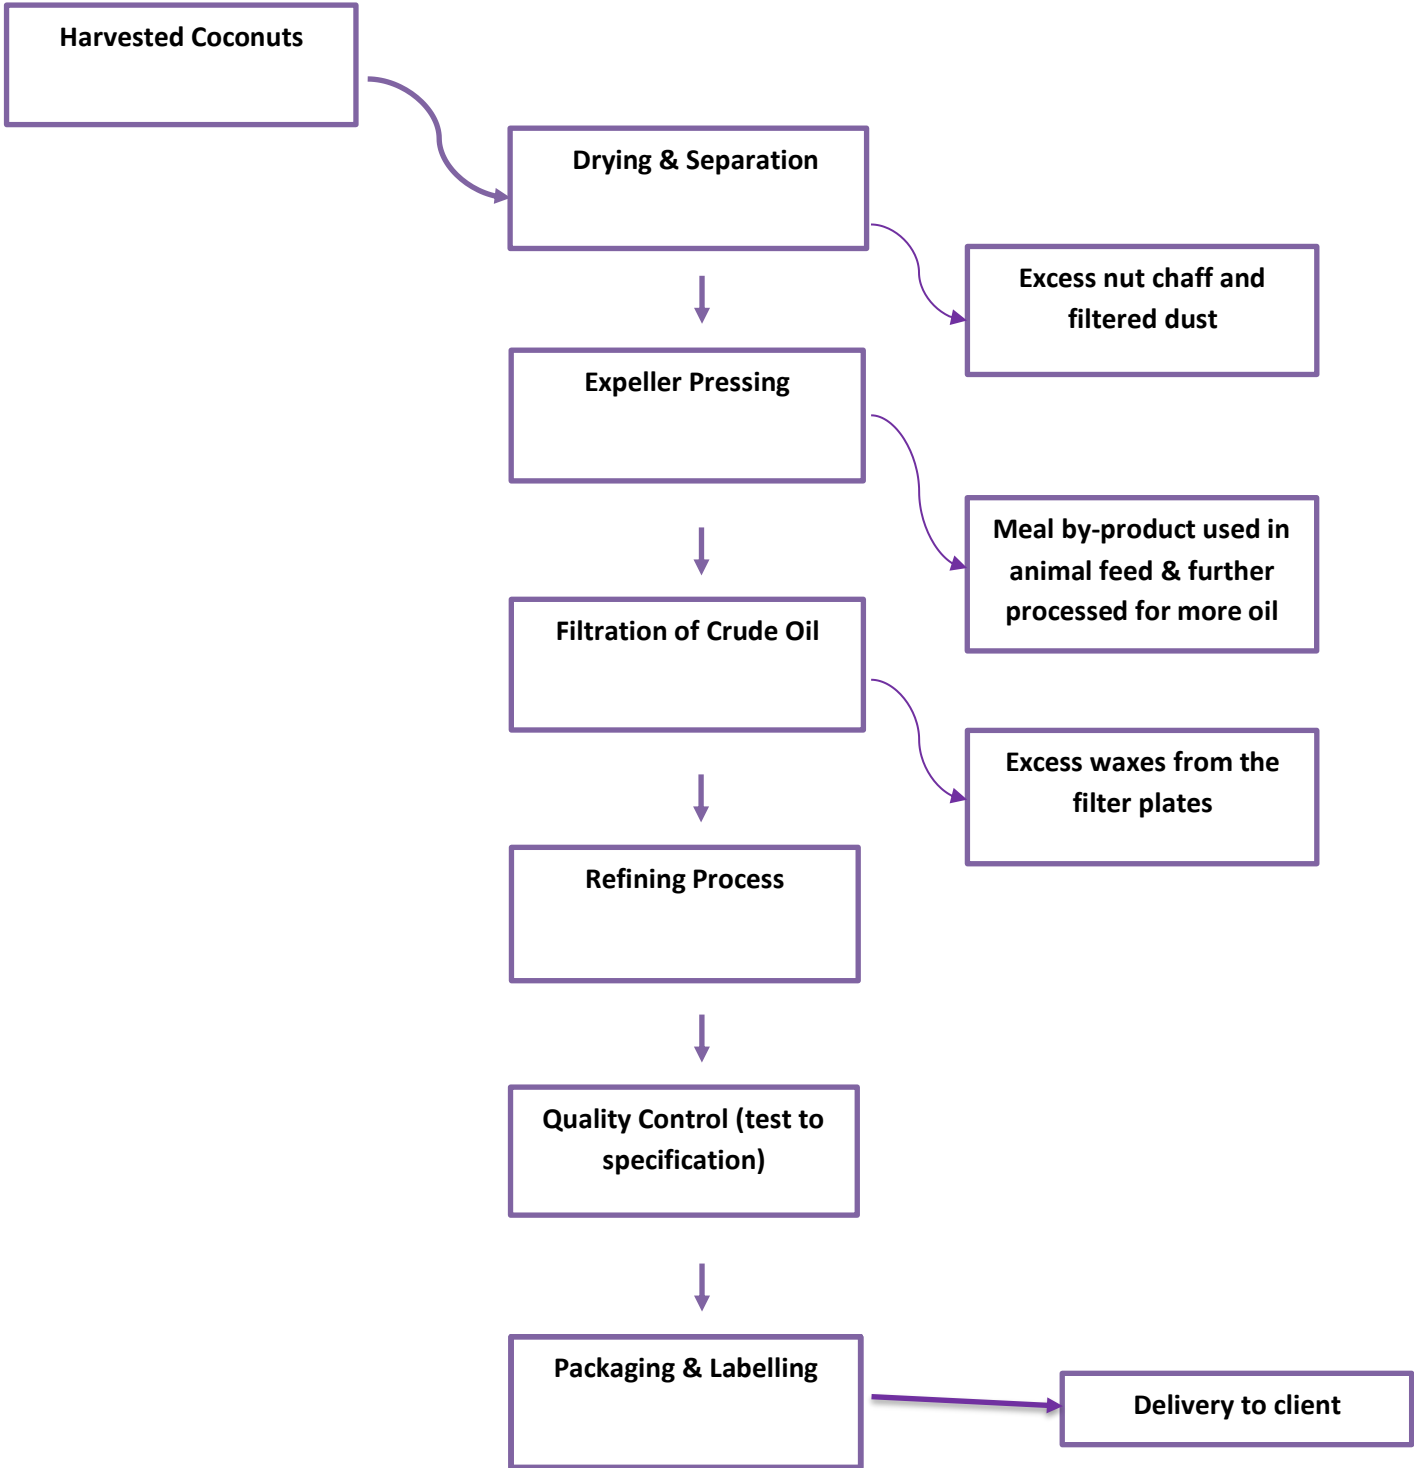 Harvested Coconuts
Drying & Separation
Excess nut chaff and
filtered dust
Expeller Pressing
Meal by-product used in
animal feed & further
processed for more oil
Filtration of Crude Oil
Excess waxes from the
filter plates
Refining Process
Quality Control (test to
specification)
Packaging & Labelling
Delivery to client